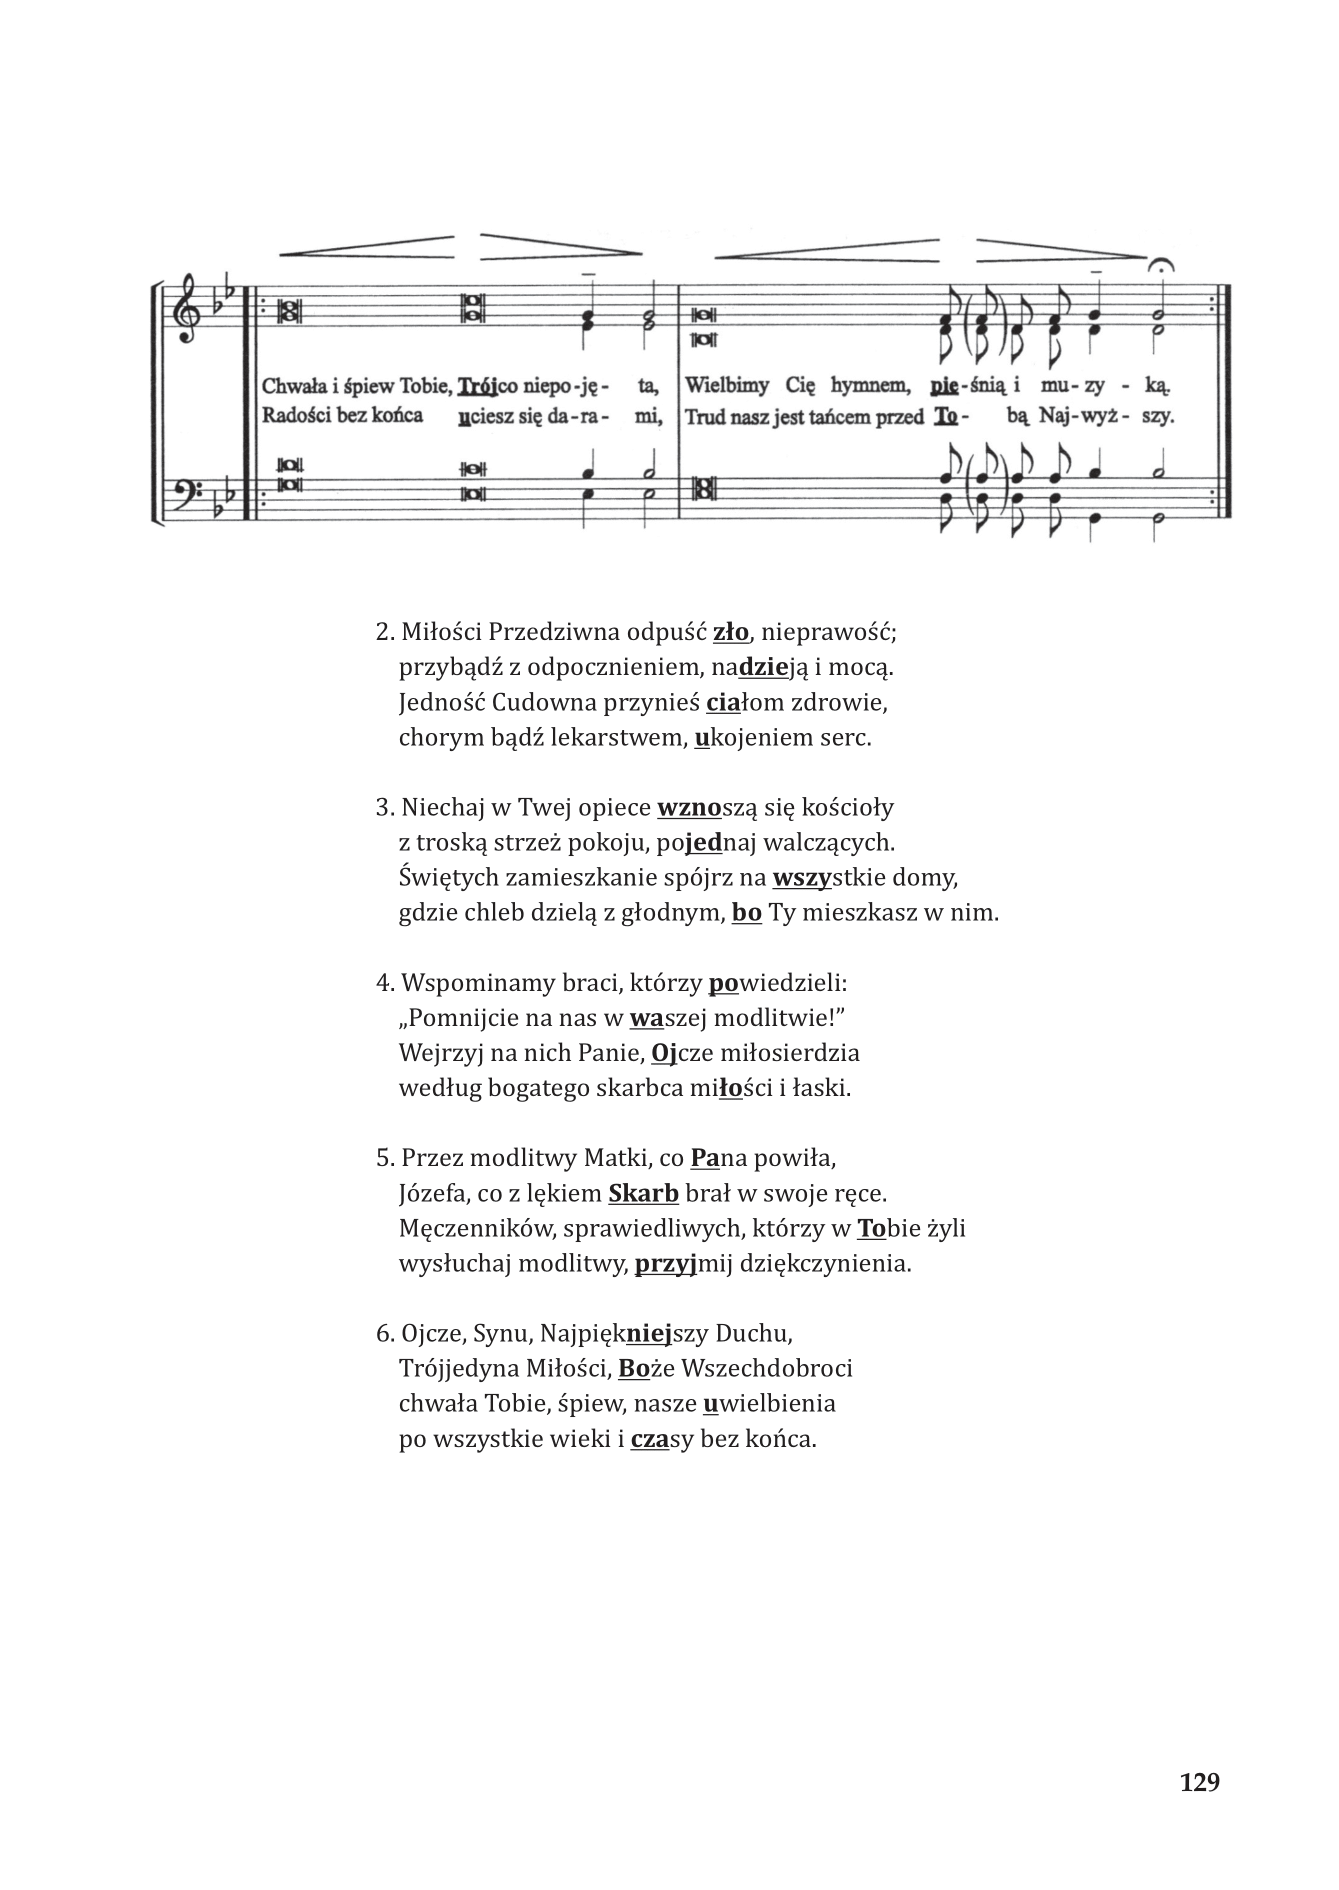 Chwała i śpiew Tobie, Trójco niepo-ję- ta, Wielbimy Cię hymnem, pie-śnią i mu-zy - ką.
Radości bez końca uciesz się da-ra- mi, Trud nasz jest tańcem przed To- bą Naj-wyż- szy.
2. Miłości Przedziwna odpuść zło, nieprawość;
przybądź z odpocznieniem, nadzieją i mocą.
Jedność Cudowna przynieś ciałom zdrowie,
chorym bądź lekarstwem, ukojeniem serc.
3. Niechaj w Twej opiece wznoszą się kościoły
z troską strzeż pokoju, pojednaj walczących.
Świętych zamieszkanie spójrz na wszystkie domy,
gdzie chleb dzielą z głodnym, bo Ty mieszkasz w nim.
4. Wspominamy braci, którzy powiedzieli:
„Pomnijcie na nas w waszej modlitwie!”
Wejrzyj na nich Panie, Ojcze miłosierdzia
według bogatego skarbca miłości i łaski.
5. Przez modlitwy Matki, co Pana powiła,
Józefa, co z lękiem Skarb brał w swoje ręce.
Męczenników, sprawiedliwych, którzy w Tobie żyli
wysłuchaj modlitwy, przyjmij dziękczynienia.
6. Ojcze, Synu, Najpiękniejszy Duchu,
Trójjedyna Miłości, Boże Wszechdobroci
chwała Tobie, śpiew, nasze uwielbienia
po wszystkie wieki i czasy bez końca.
129